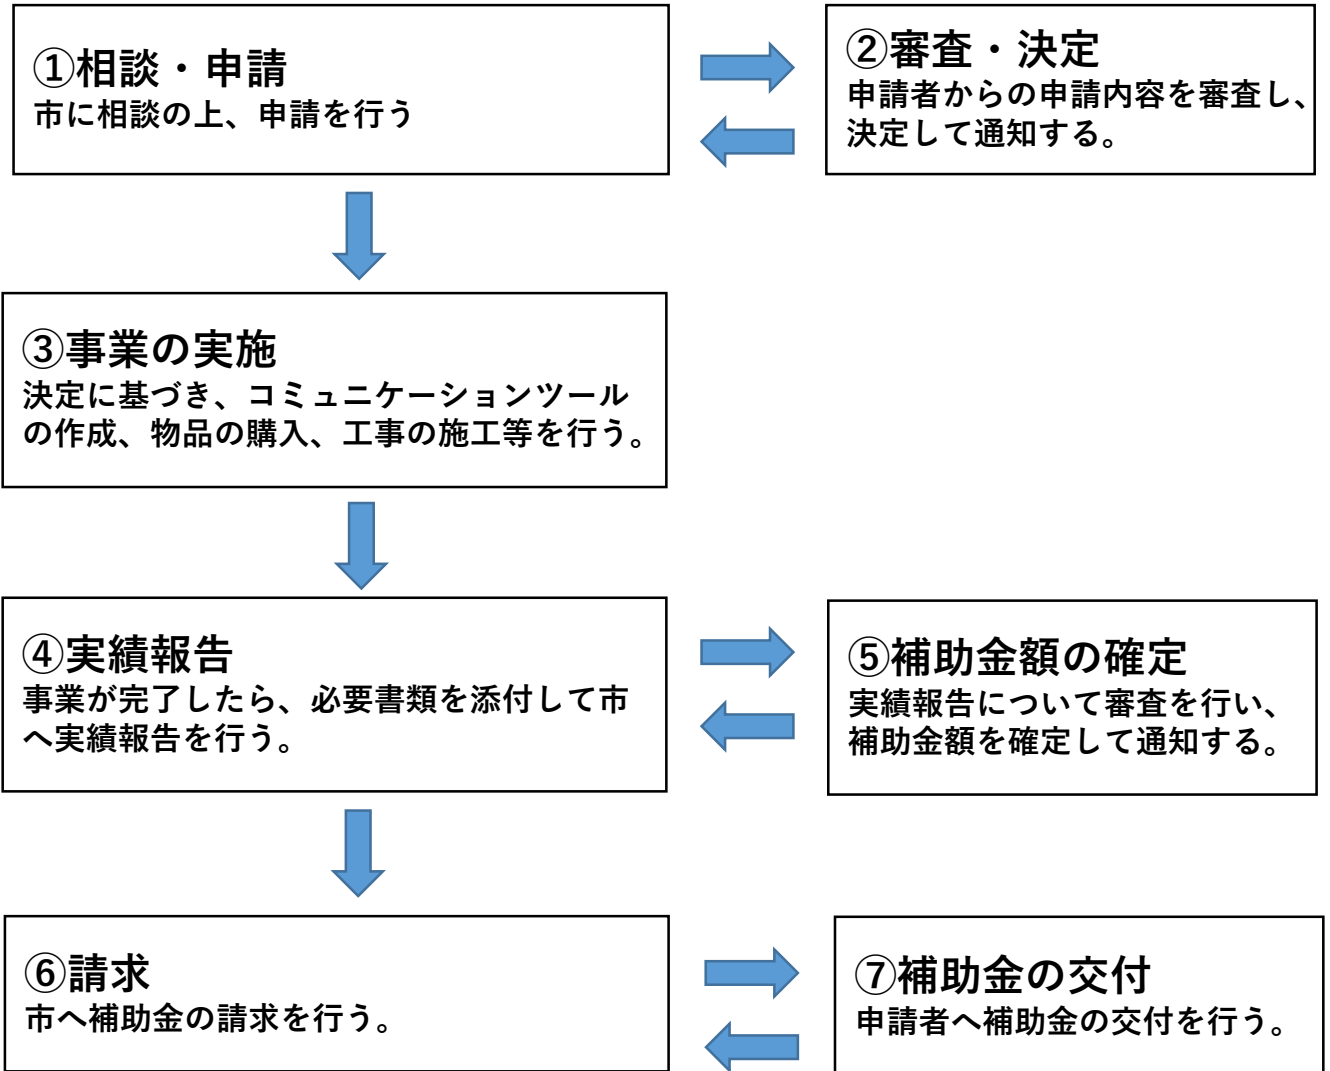 ①相談・申請
市に相談の上、申請を行う
②審査・決定
申請者からの申請内容を審査し、
決定して通知する。
③事業の実施
決定に基づき、コミュニケーションツール
の作成、物品の購入、工事の施工等を行う。
④実績報告
事業が完了したら、必要書類を添付して市
へ実績報告を行う。
⑤補助金額の確定
実績報告について審査を行い、
補助金額を確定して通知する。
⑥請求
市へ補助金の請求を行う。
⑦補助金の交付
申請者へ補助金の交付を行う。